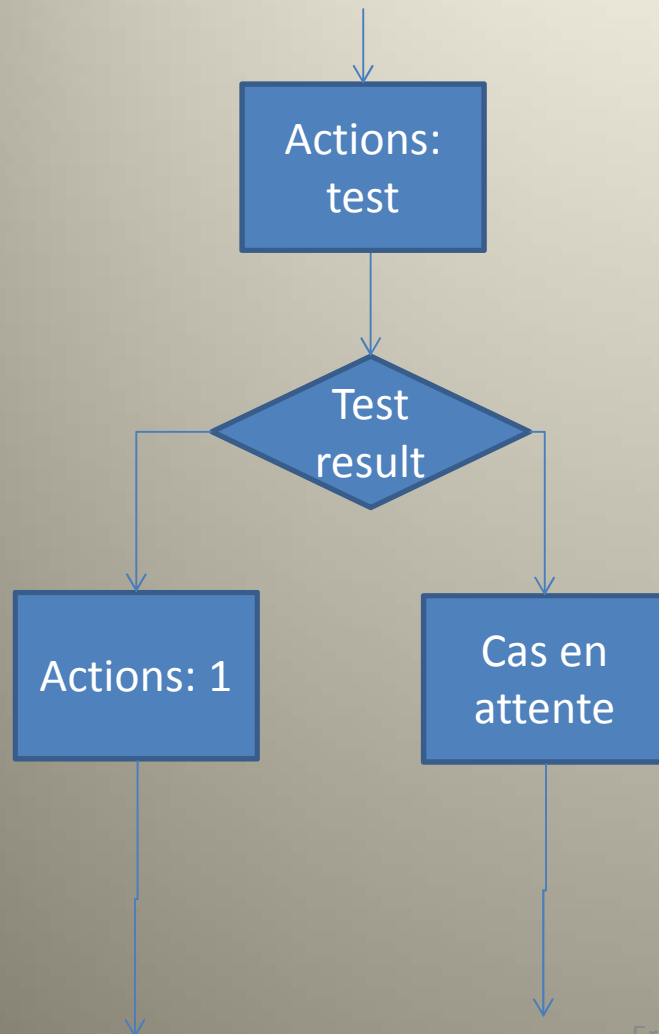 Actions:
test
Test
result
Actions: 1
Cas en
attente